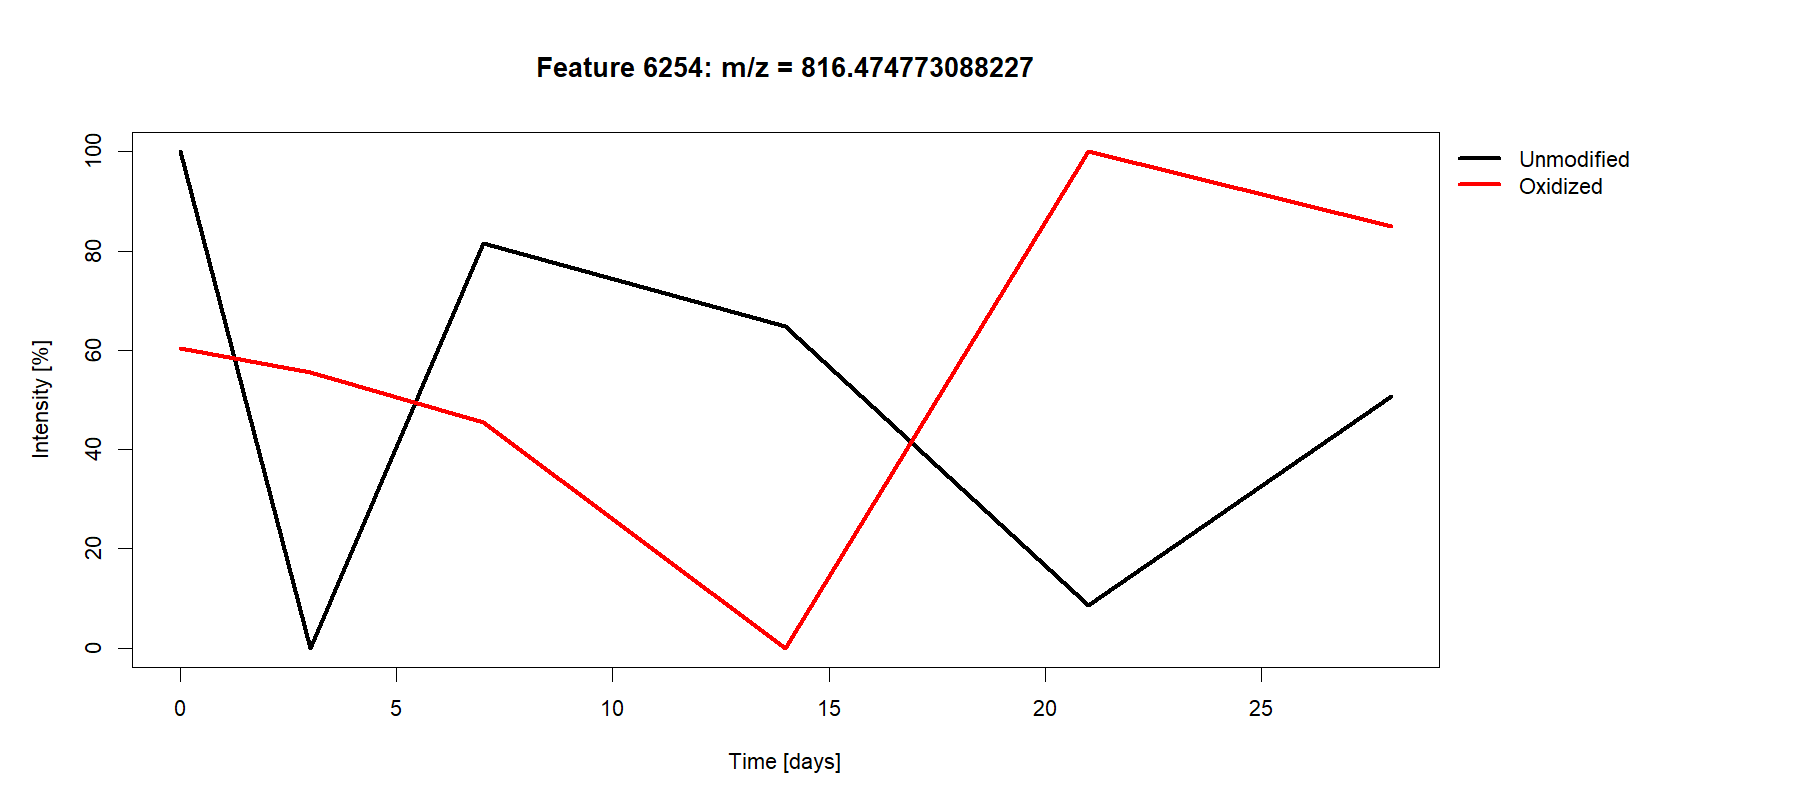 Feature 6254: m/z = 816.474773088227
Unmodified
Oxidized
Intensity [%]
100
80
60
40
20
0
0 5 10 15 20 25
Time [days]